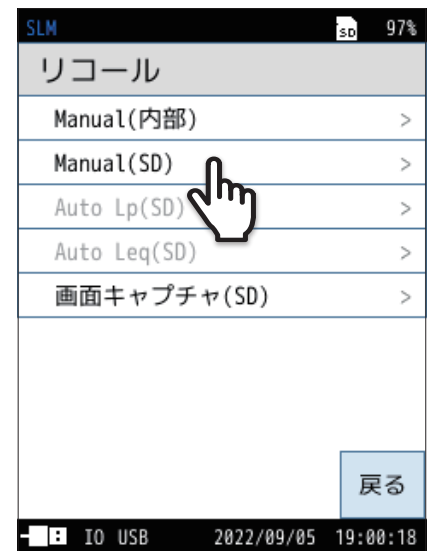 SLM SD 97%
リコール
Manual(内部) >
Manual(SD) >
Auto Lp(SD) >
Auto Leq(SD) >
画面キャプチャ(SD) >
戻る
IO USB 2022/09/05 19:00:18